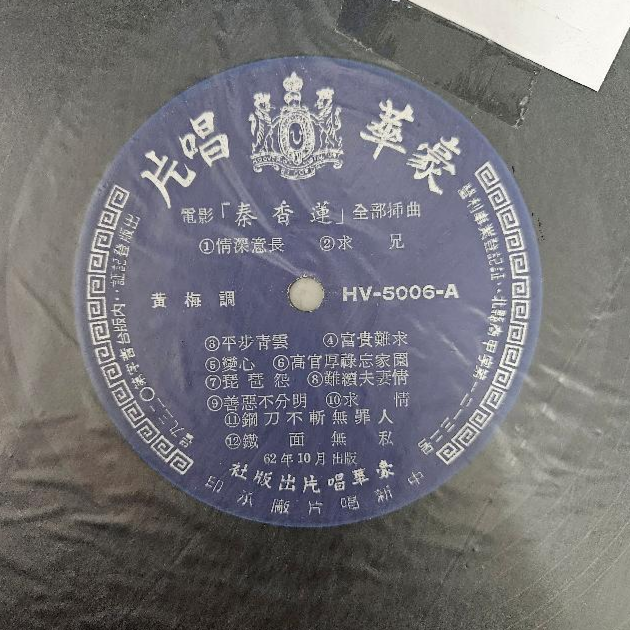 豪華唱片
電影「秦香蓮」全部揷曲
①情深意長 ②求兄
黃梅調 HV-5006-A
③平步青雲 ④富貴難求
⑤變心 ⑥高官厚祿忘家園
⑦琵琶怨 ⑧難續夫妻情
⑨善惡不分明 ⑩求情
⑪鋼刀不斬無罪人
⑫鐵面無私
62年10月出版
豪華唱片出版社
中新唱片廠承印